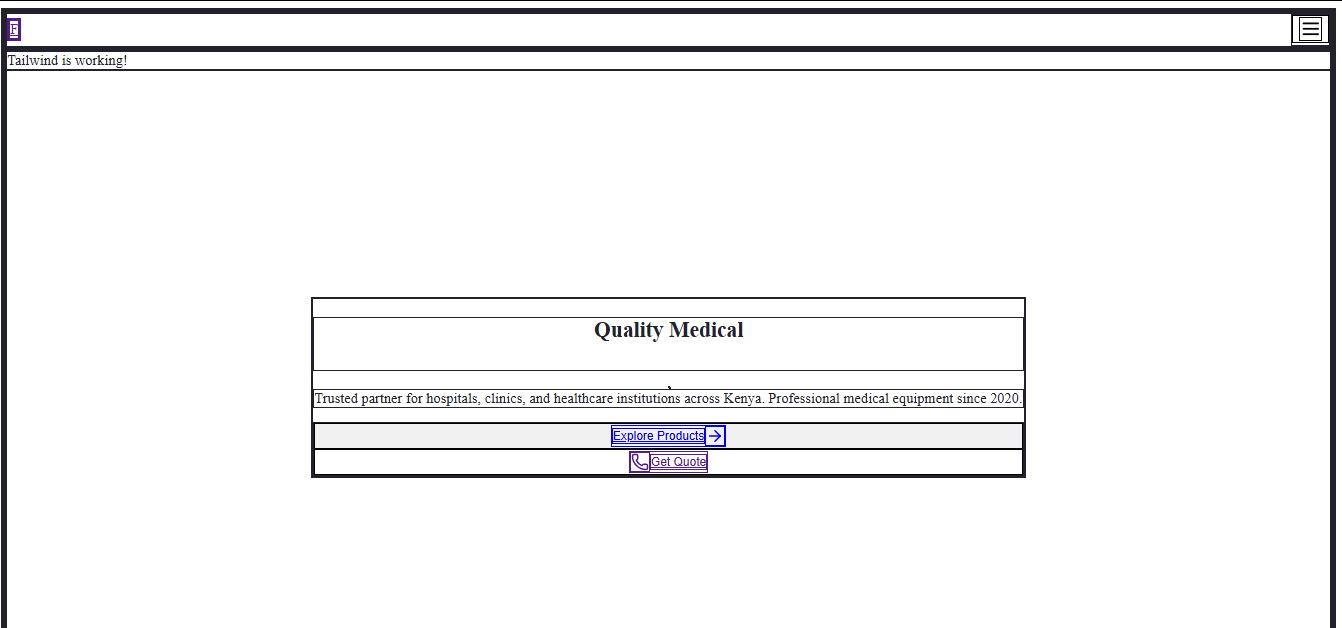 F
Tailwind is working!
Quality Medical
,
Trusted partner for hospitals, clinics, and healthcare institutions across Kenya. Professional medical equipment since 2020.
Explore Products
Get Quote